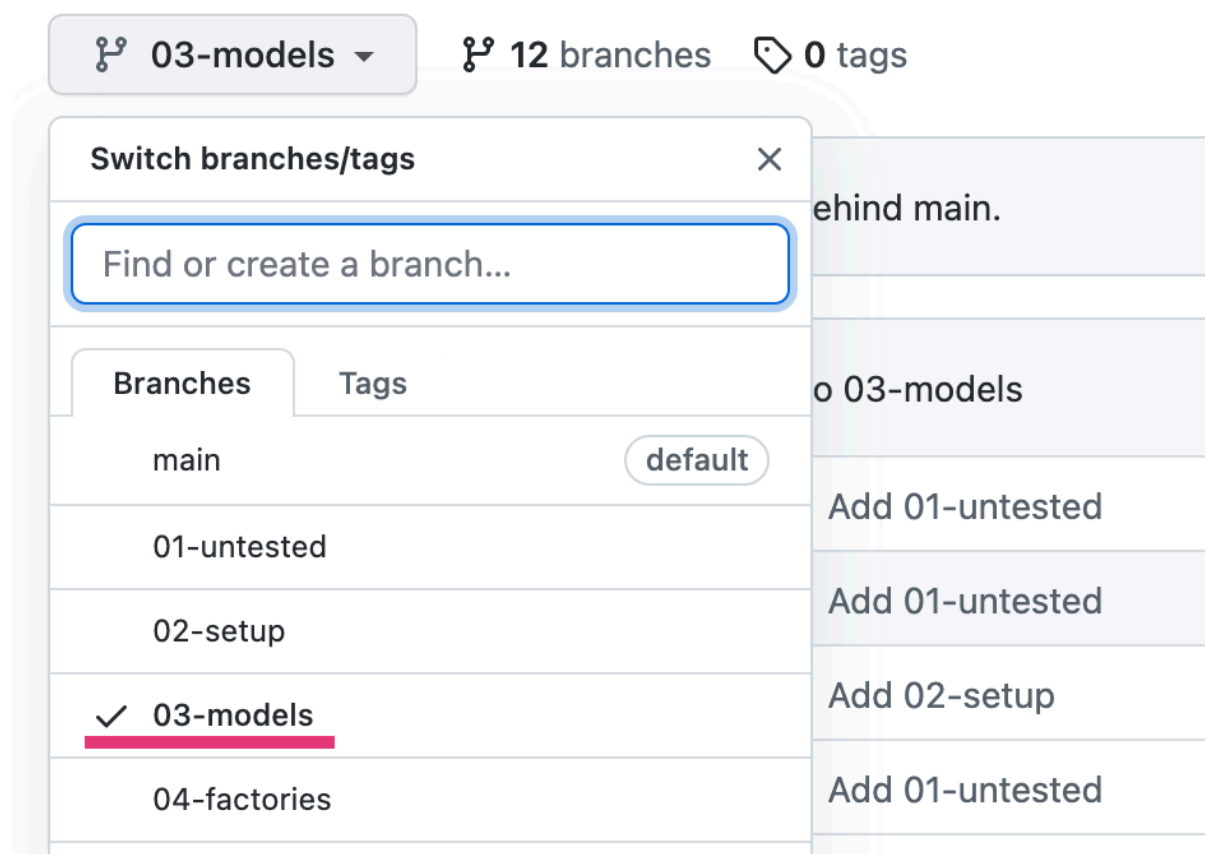 03-models 12 branches 0 tags
Switch branches/tags
ehind main.
Find or create a branch...
Branches Tags
o 03-models
main default
Add 01-untested
01-untested
Add 01-untested
02-setup
Add 02-setup
03-models
Add 01-untested
04-factories